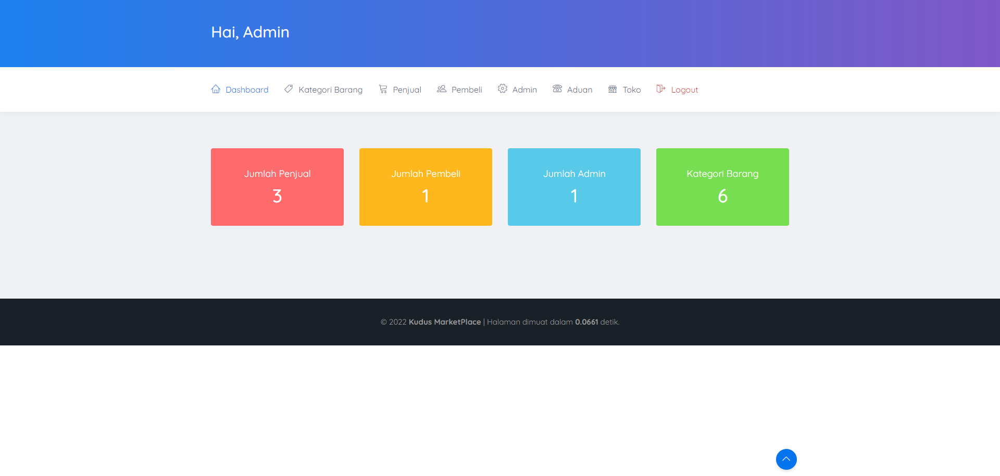 Hai, Admin
Dashboard Kategori Barang Penjual Pembeli Admin Aduan Toko Logout
Jumlah Penjual
3
Jumlah Pembeli
1
Jumlah Admin
1
Kategori Barang
6
© 2022 Kudus MarketPlace | Halaman dimuat dalam 0.0661 detik.